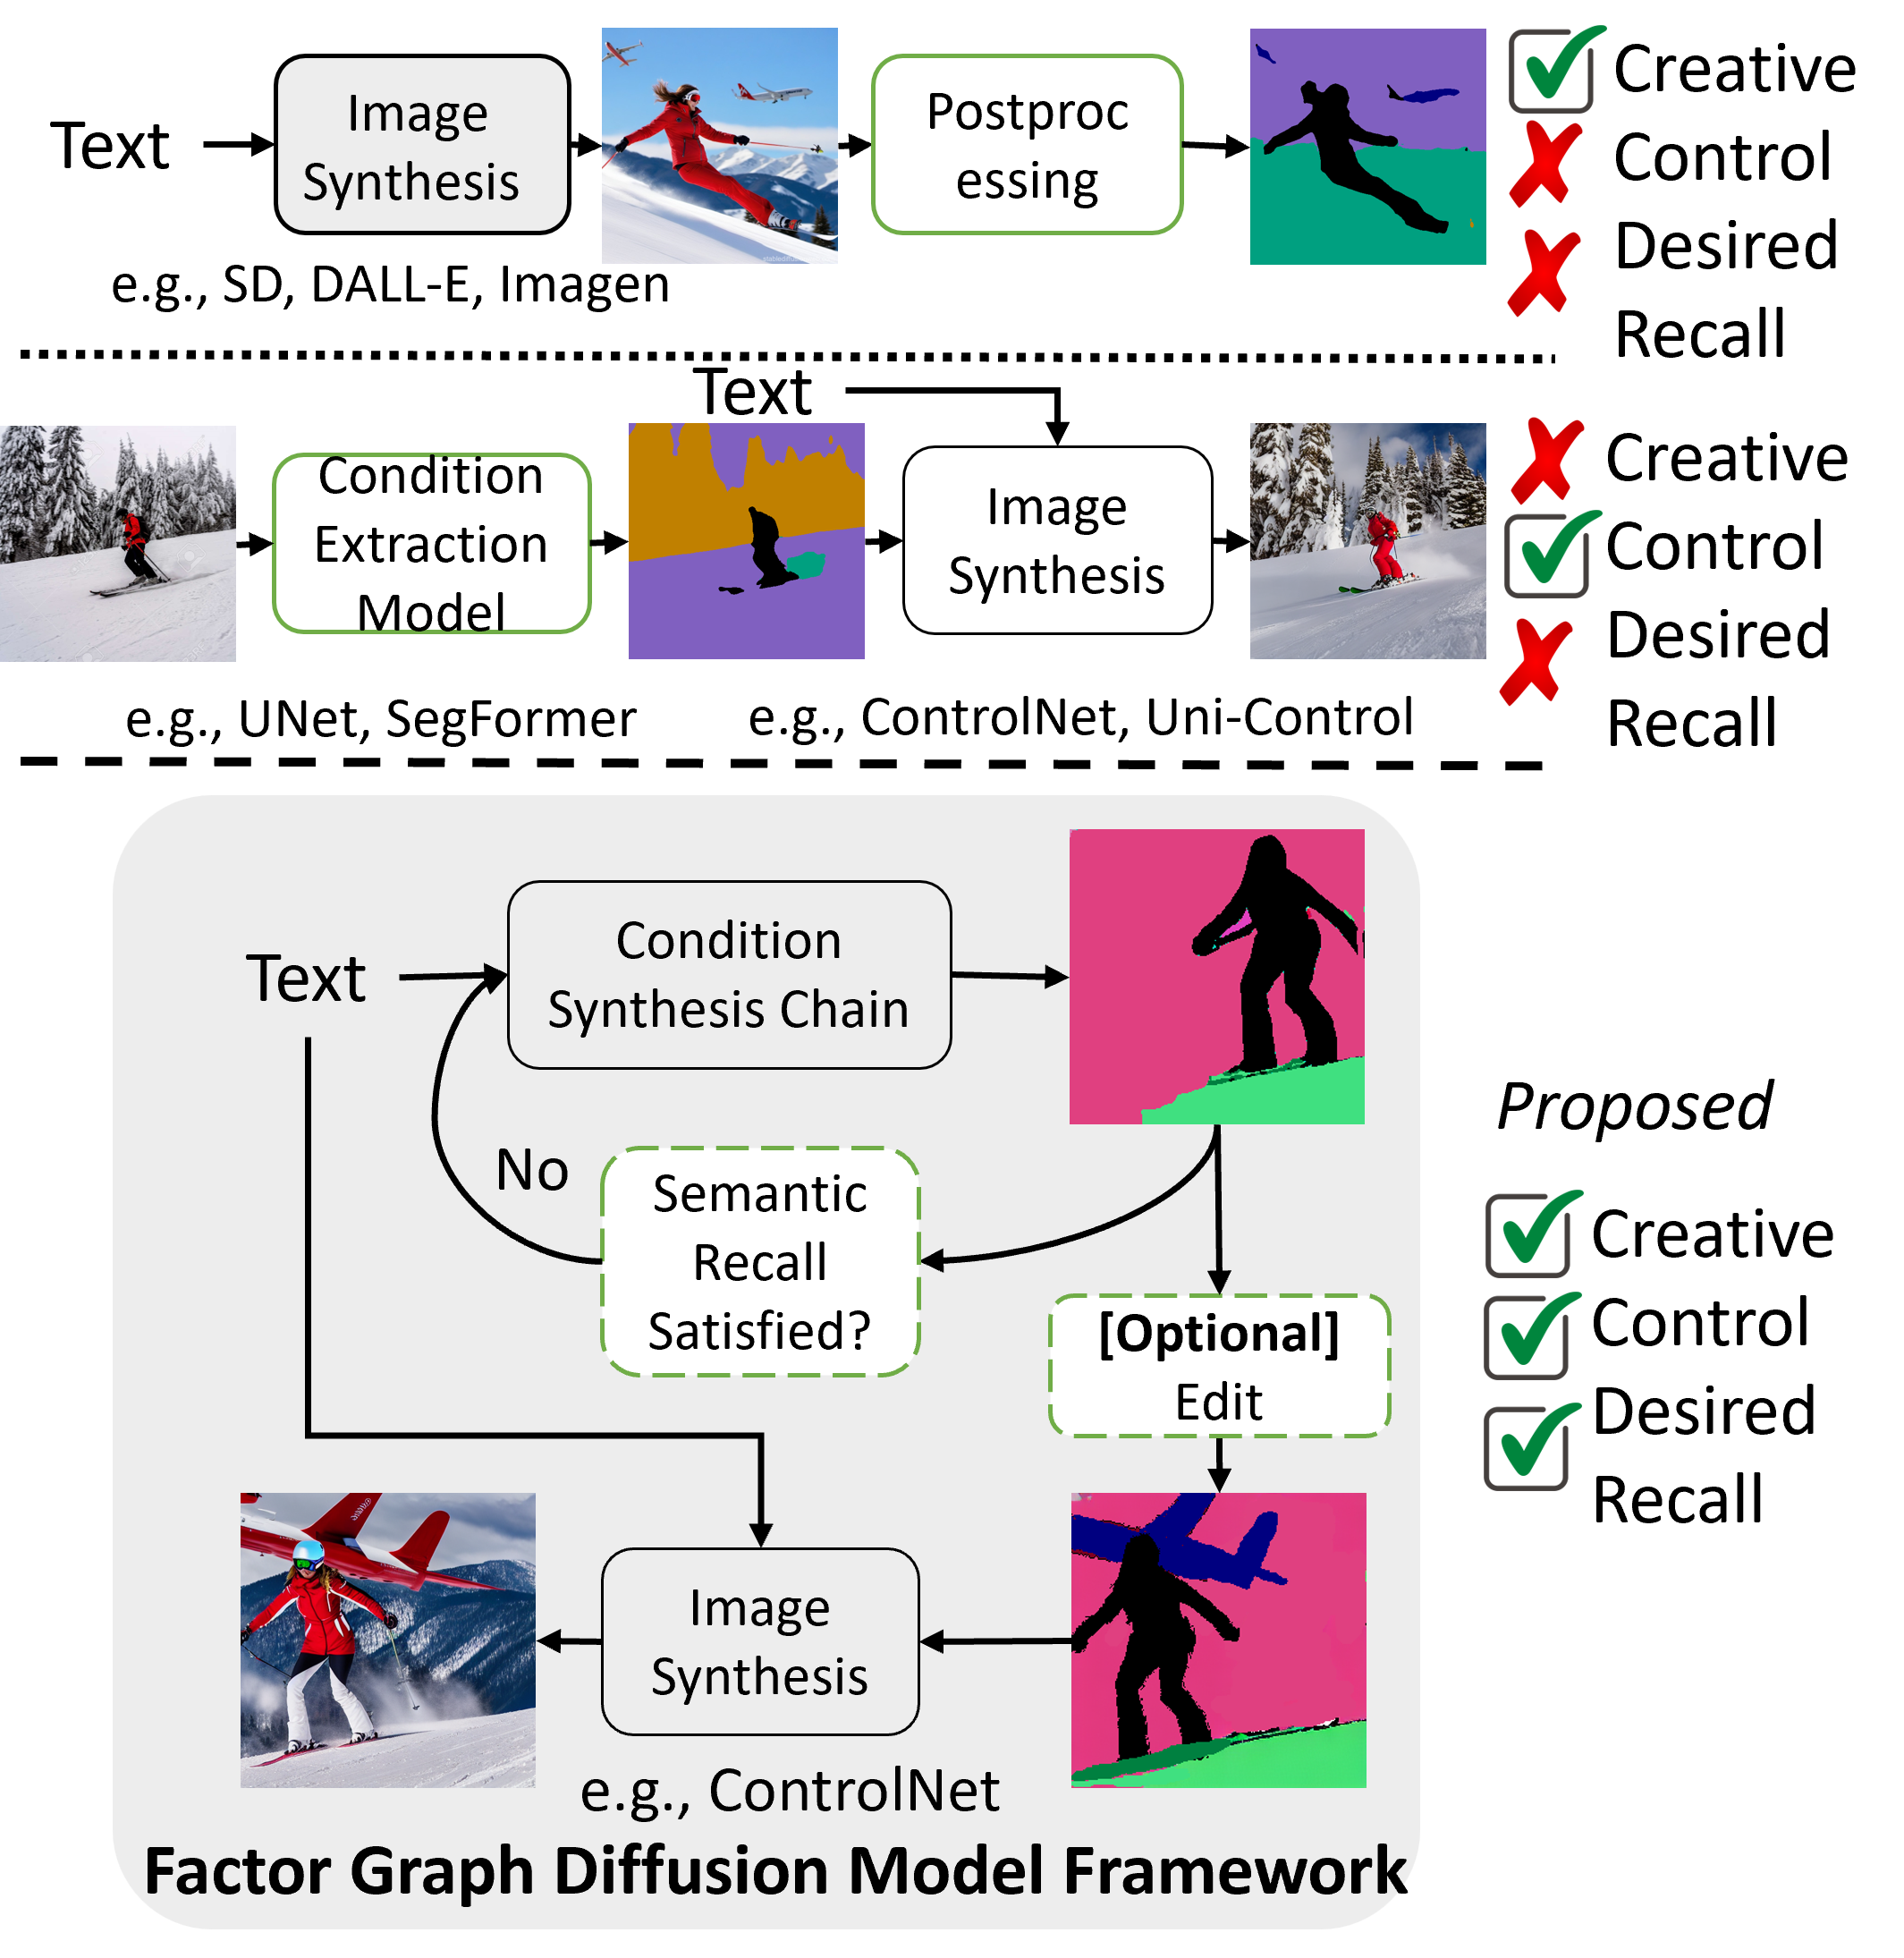 Text
Image
Synthesis
Postproc
essing
Creative
Control
Desired
Recall
e.g., SD, DALL-E, Imagen
Text
Condition
Extraction
Model
Image
Synthesis
Creative
Control
Desired
Recall
e.g., UNet, SegFormer
e.g., ControlNet, Uni-Control
Text
Condition
Synthesis Chain
No
Semantic
Recall
Satisfied?
[Optional]
Edit
Image
Synthesis
e.g., ControlNet
Factor Graph Diffusion Model Framework
Proposed
Creative
Control
Desired
Recall